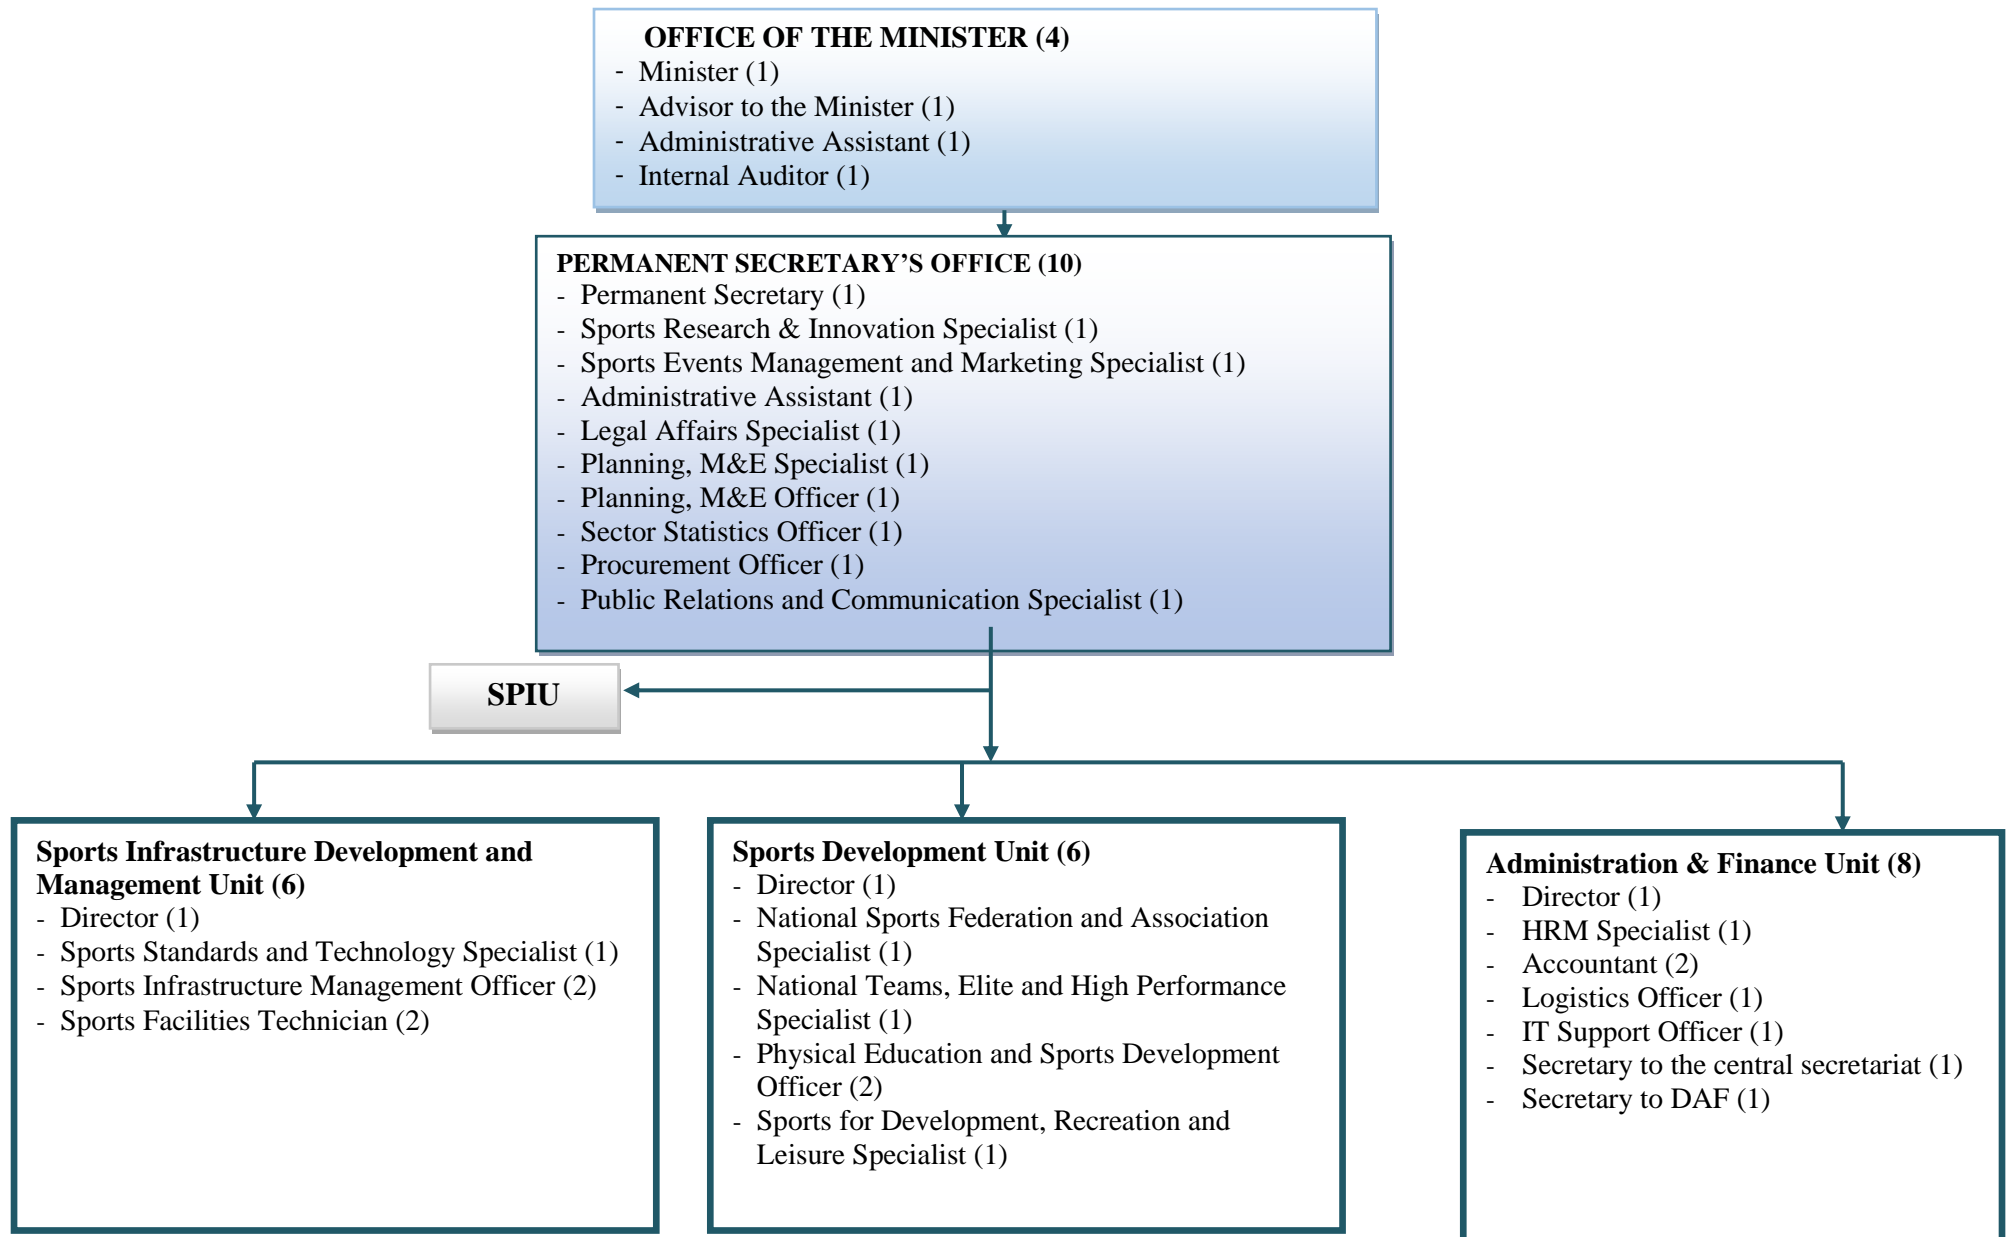 OFFICE OF THE MINISTER (4)
- Minister (1)
- Advisor to the Minister (1)
- Administrative Assistant (1)
- Internal Auditor (1)
PERMANENT SECRETARY’S OFFICE (10)
- Permanent Secretary (1)
- Sports Research & Innovation Specialist (1)
- Sports Events Management and Marketing Specialist (1)
- Administrative Assistant (1)
- Legal Affairs Specialist (1)
- Planning, M&E Specialist (1)
- Planning, M&E Officer (1)
- Sector Statistics Officer (1)
- Procurement Officer (1)
- Public Relations and Communication Specialist (1)
SPIU
Sports Infrastructure Development and
Management Unit (6)
- Director (1)
- Sports Standards and Technology Specialist (1)
- Sports Infrastructure Management Officer (2)
- Sports Facilities Technician (2)
Sports Development Unit (6)
- Director (1)
- National Sports Federation and Association
Specialist (1)
- National Teams, Elite and High Performance
Specialist (1)
- Physical Education and Sports Development
Officer (2)
- Sports for Development, Recreation and
Leisure Specialist (1)
Administration & Finance Unit (8)
- Director (1)
- HRM Specialist (1)
- Accountant (2)
- Logistics Officer (1)
- IT Support Officer (1)
- Secretary to the central secretariat (1)
- Secretary to DAF (1)